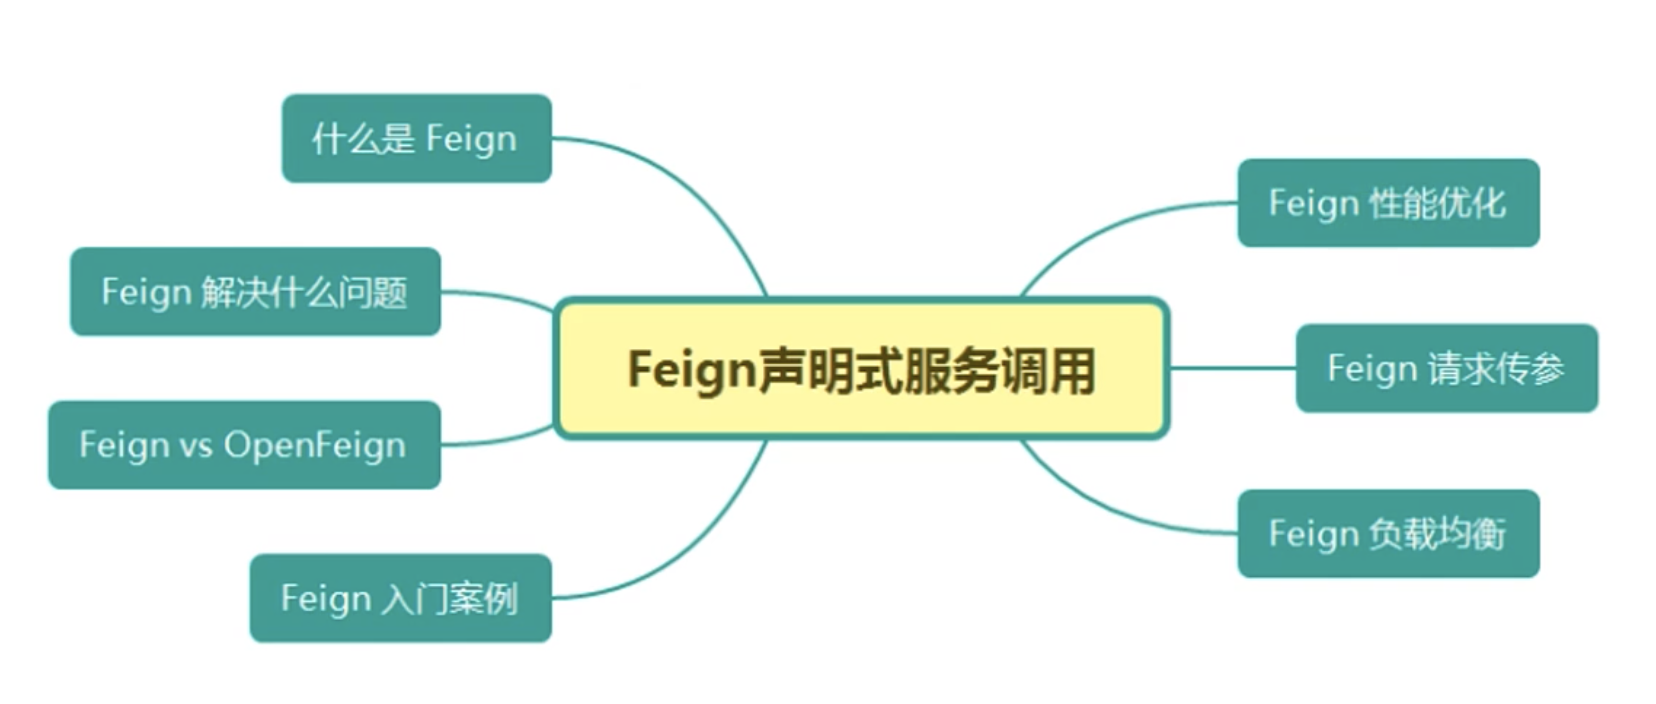 什么是 Feign
Feign 解决什么问题
Feign vs OpenFeign
Feign 入门案例
Feign声明式服务调用
Feign 性能优化
Feign 请求传参
Feign 负载均衡